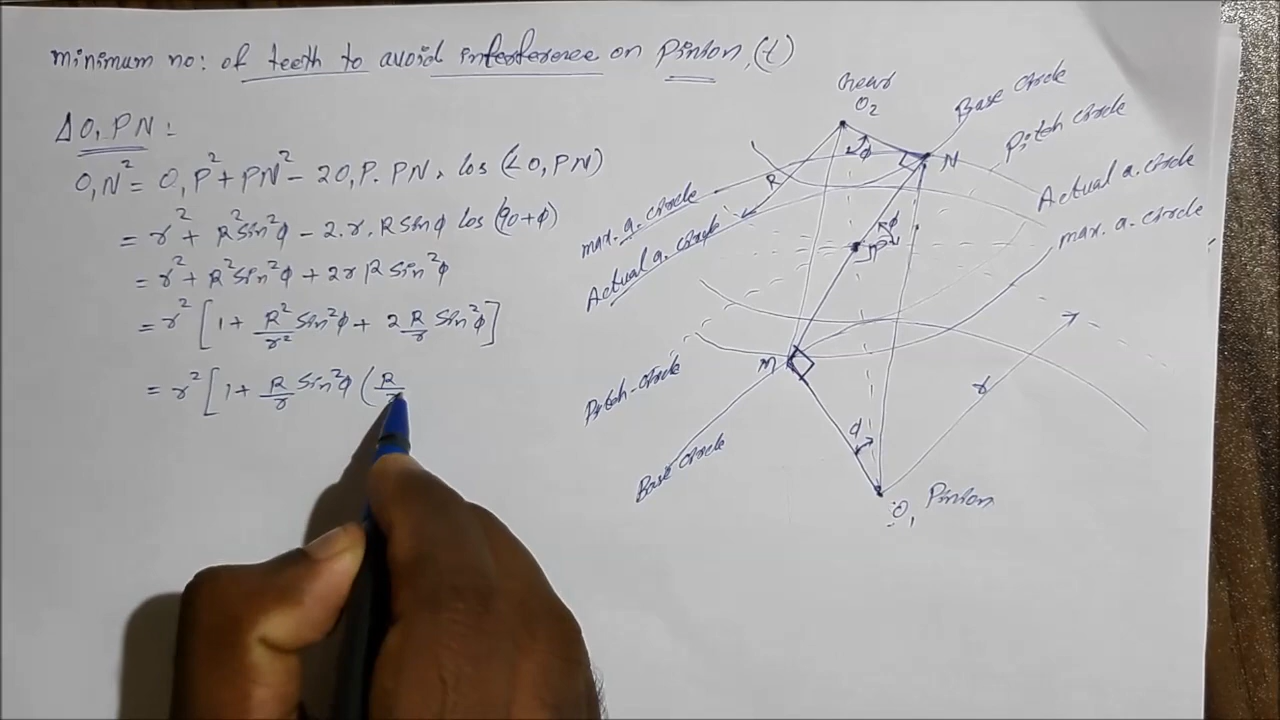 minimum no: of teeth to avoid interference on Pinion, (t)
Δ O₁PN:
O₁N² = O₁P² + PN² - 2O₁P. PN × Cos (∠O₁PN)
= r² + R²sin²φ - 2.r.R sinφ cos (90+φ)
= r² + R²sin²φ + 2rR sin²φ
= r² [1 + R²/r² sin²φ + 2 R/r Sin²φ]
= r² [1 + R/r sin²φ (R/r
Gear
O₂
Base circle
Pitch circle
Actual a. circle
max. a. circle
max. a. circle
Actual a. circle
Pitch-circle
Base circle
φ
N
R
φ
P
M
φ
r
O₁ Pinion